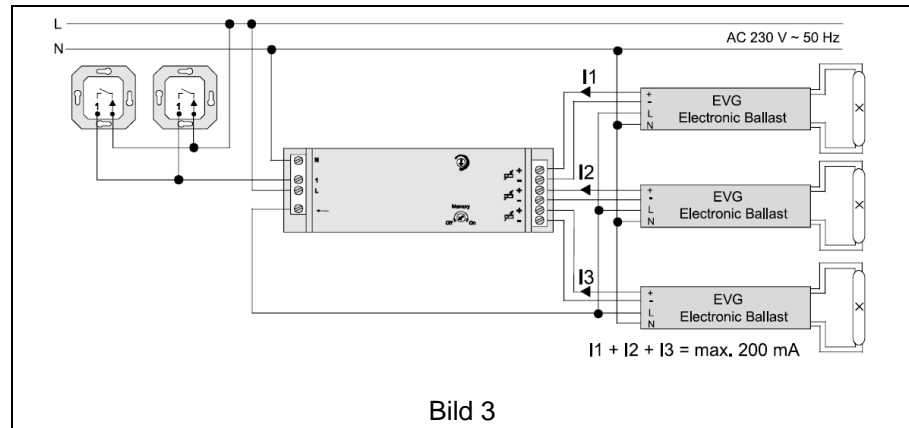 L
N
AC 230 V ~ 50 Hz
1
1
N
1
L
←
Memory
Off On
+
-
+
-
+
-
I1
I2
I3
+
-
L
N
EVG
Electronic Ballast
+
-
L
N
EVG
Electronic Ballast
+
-
L
N
EVG
Electronic Ballast
I1 + I2 + I3 = max. 200 mA
Bild 3